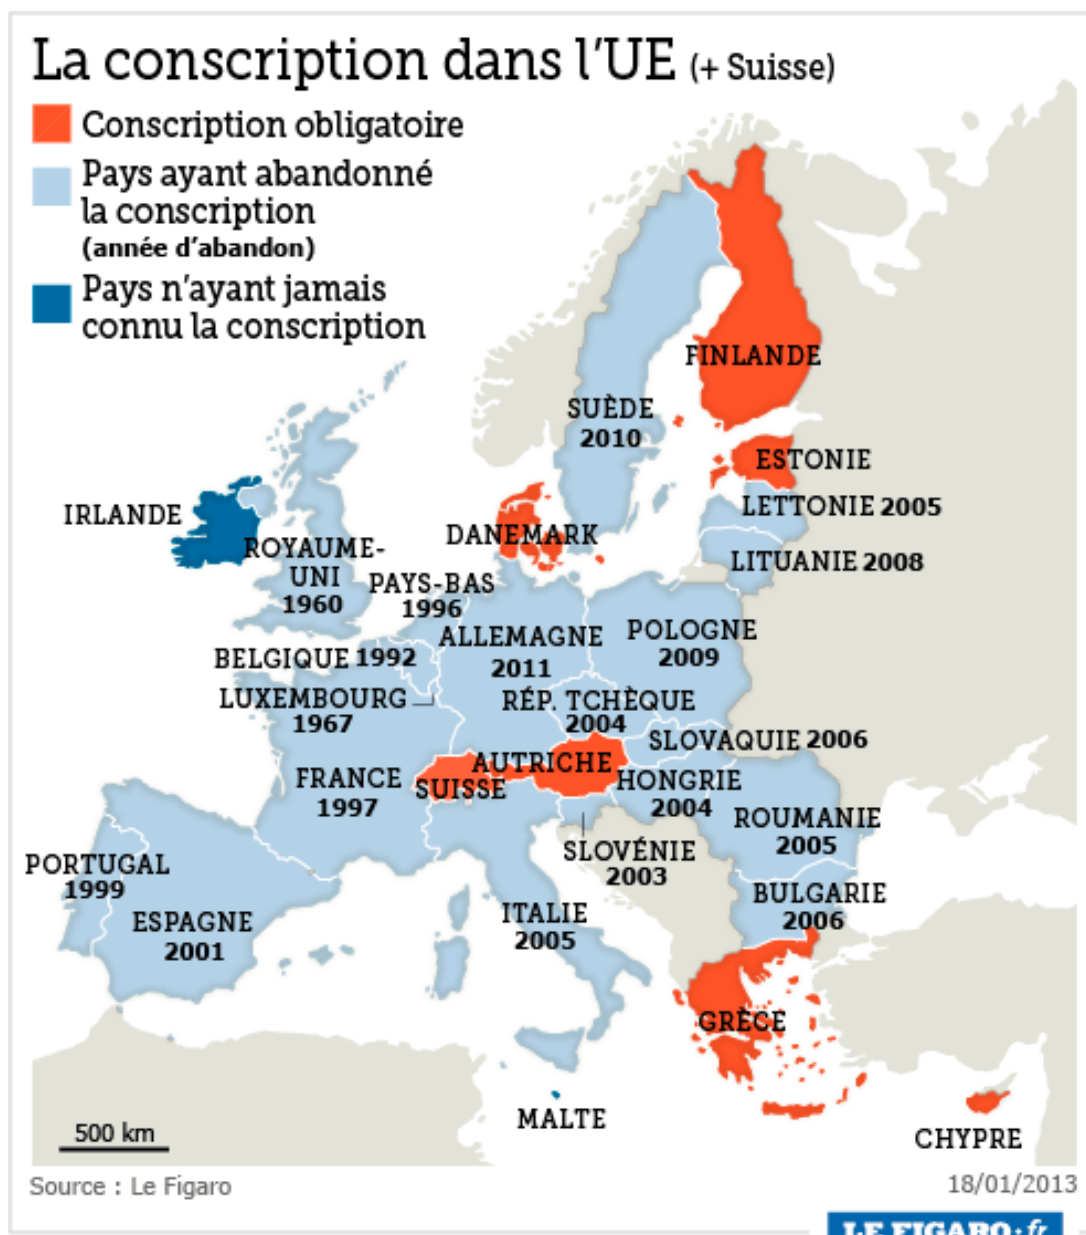 La conscription dans l'UE (+ Suisse)
Conscription obligatoire
Pays ayant abandonné
la conscription
(année d'abandon)
Pays n'ayant jamais
connu la conscription
FINLANDE
SUÈDE
2010
ESTONIE
LETTONIE 2005
LITUANIE 2008
IRLANDE
DANEMARK
ROYAUME-
UNI
1960
PAYS-BAS
1996
ALLEMAGNE
2011
POLOGNE
2009
BELGIQUE 1992
LUXEMBOURG
1967
RÉP. TCHÈQUE
2004
SLOVAQUIE 2006
FRANCE
1997
SUISSE
AUTRICHE
HONGRIE
2004
ROUMANIE
2005
SLOVÉNIE
2003
PORTUGAL
1999
ESPAGNE
2001
ITALIE
2005
BULGARIE
2006
GRÈCE
MALTE
CHYPRE
500 km
Source : Le Figaro
18/01/2013
LE FIGARO·fr